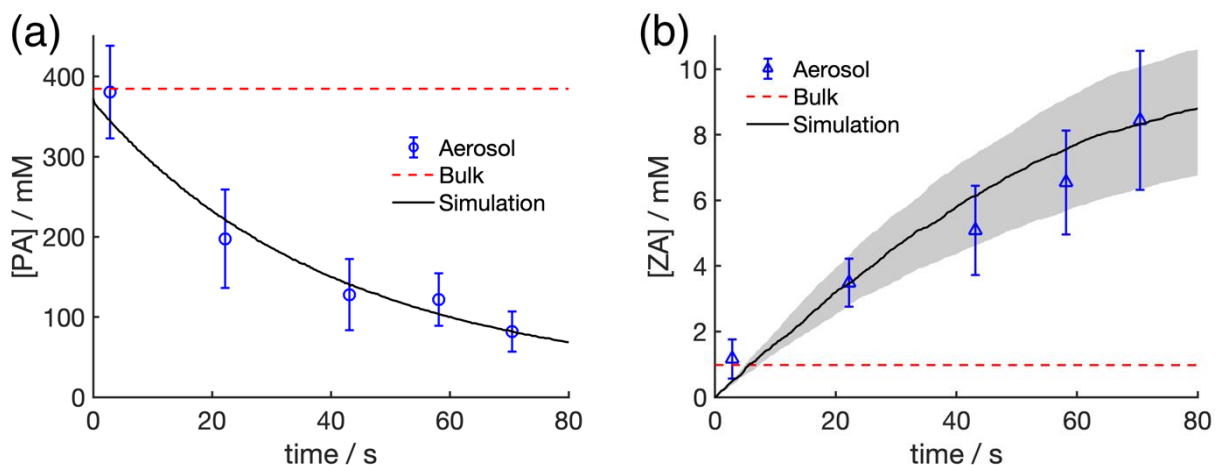 (a)
[PA] / mM
400
300
200
100
0
Aerosol
Bulk
Simulation
0 20 40 60 80
time / s
(b)
[ZA] / mM
10
8
6
4
2
0
Aerosol
Bulk
Simulation
0 20 40 60 80
time / s